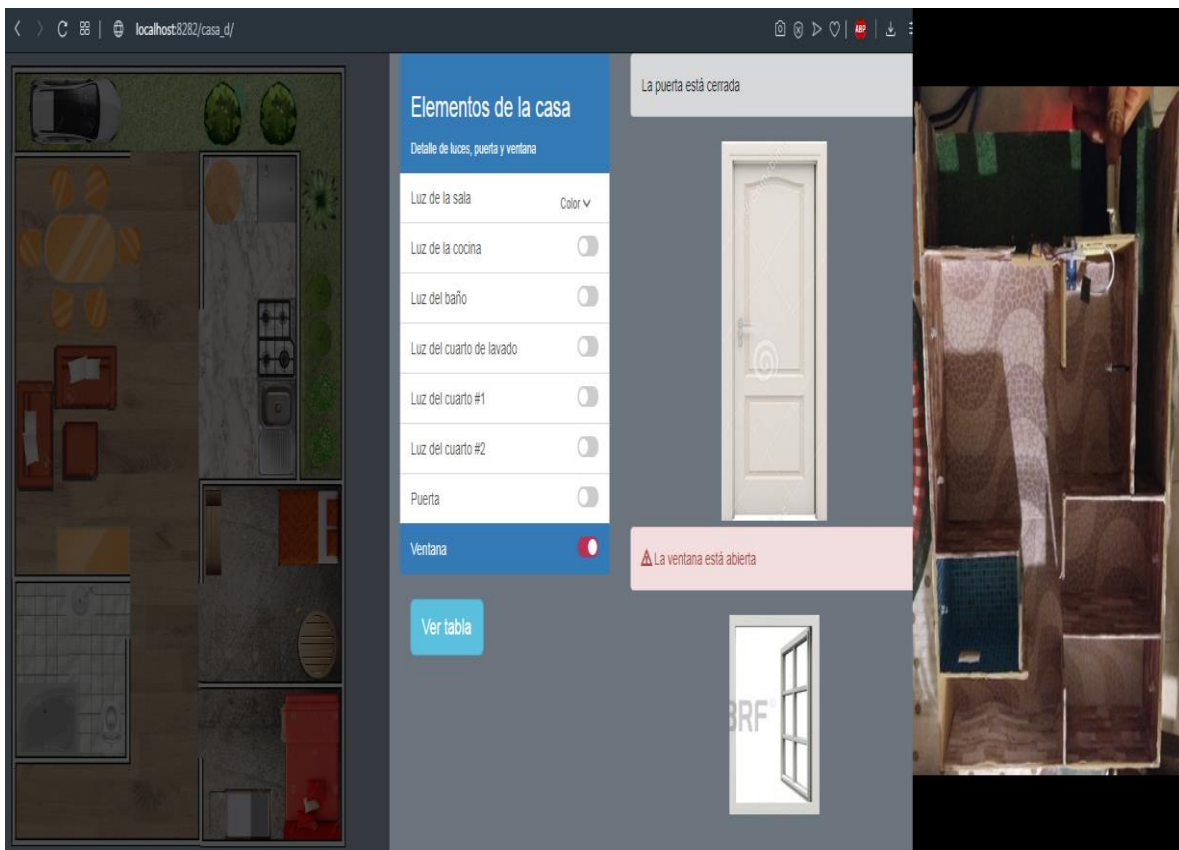 localhost:8282/casa_d/
ABP
Elementos de la casa
Detalle de luces, puerta y ventana
Luz de la sala
Color
Luz de la cocina
Luz del baño
Luz del cuarto de lavado
Luz del cuarto #1
Luz del cuarto #2
Puerta
Ventana
Ver tabla
La puerta está cerrada
La ventana está abierta
BRF